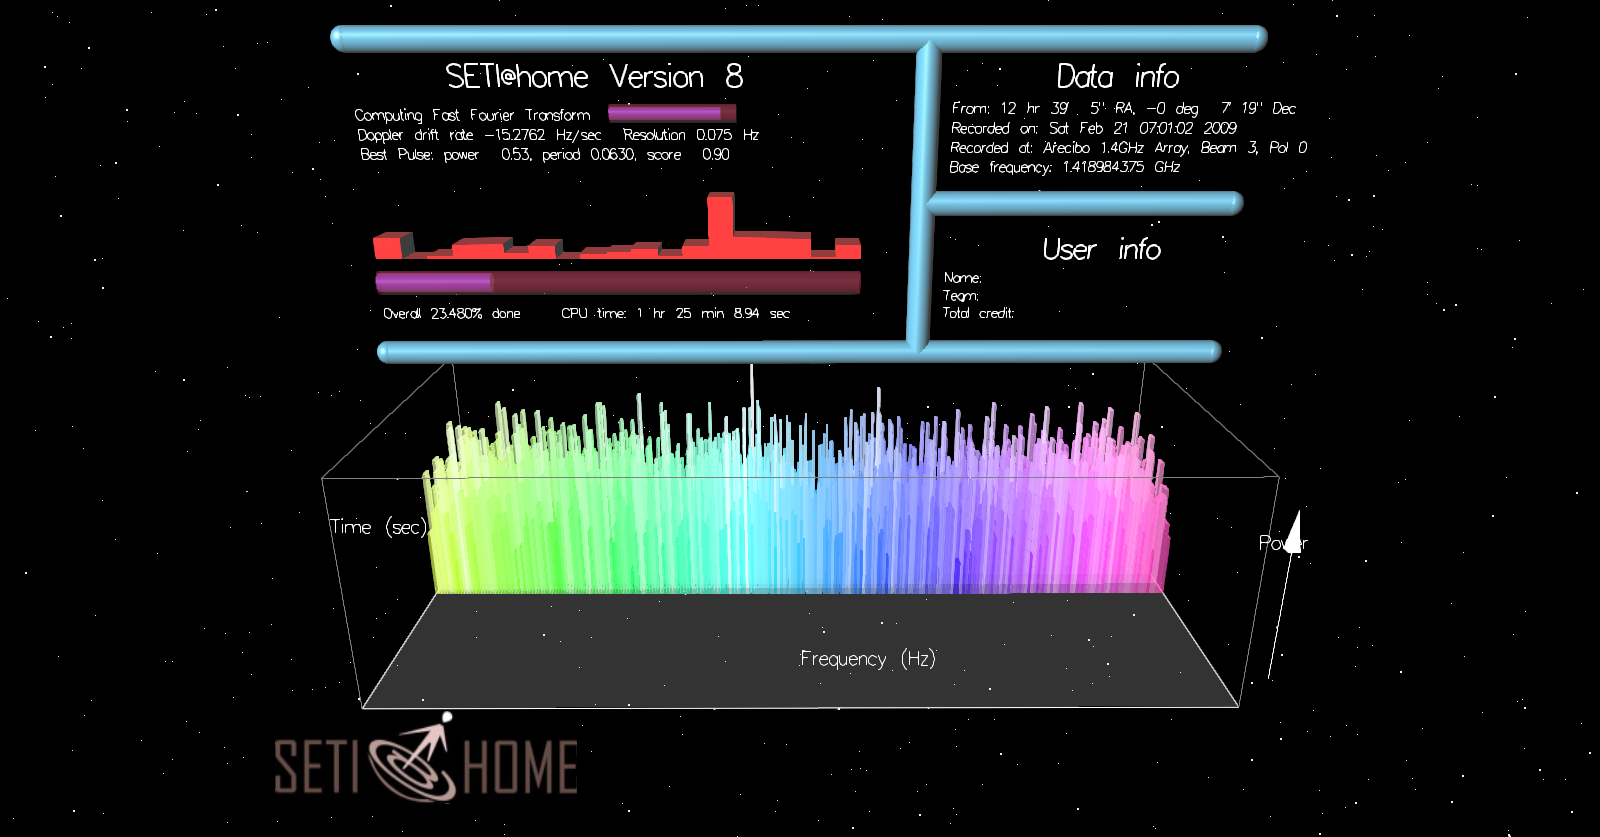 SETI@home Version 8
Computing Fast Fourier Transform
Doppler drift rate -15.2762 Hz/sec Resolution 0.075 Hz
Best Pulse: power 0.53, period 0.0630, score 0.90
Overall 23.480% done CPU time: 1 hr 25 min 8.94 sec
Data info
From: 12 hr 39' 5'' RA, -0 deg 7' 19'' Dec
Recorded on: Sat Feb 21 07:01:02 2009
Recorded at: Arecibo 1.4GHz Array, Beam 3, Pol 0
Base frequency: 1.418984375 GHz
User info
Name:
Team:
Total credit:
Time (sec)
Power
Frequency (Hz)
SETI HOME